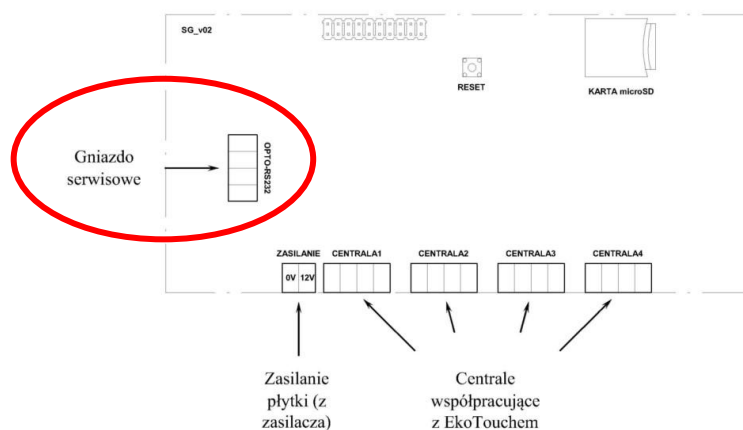 SG_v02
RESET
KARTA microSD
Gniazdo
serwisowe
OPTO-RS232
ZASILANIE CENTRALA1 CENTRALA2 CENTRALA3 CENTRALA4
0V 12V
Zasilanie
płytki (z
zasilacza)
Centrale
współpracujące
z EkoTouchem